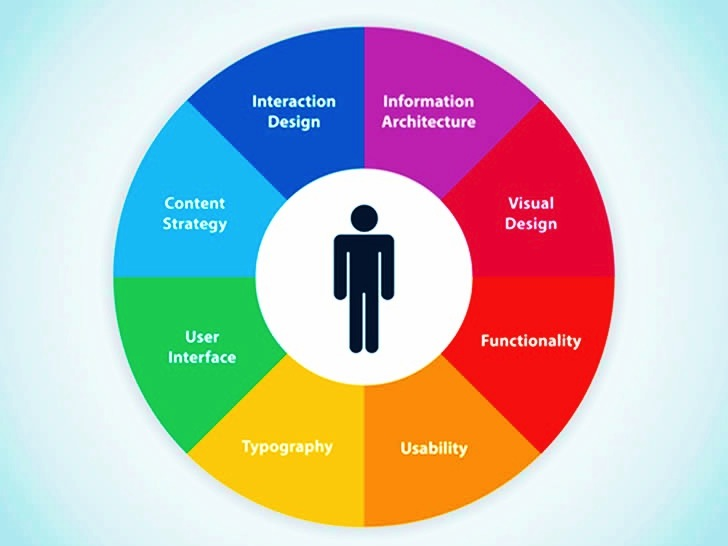 Interaction
Design
Information
Architecture
Visual
Design
Functionality
Usability
Typography
User
Interface
Content
Strategy